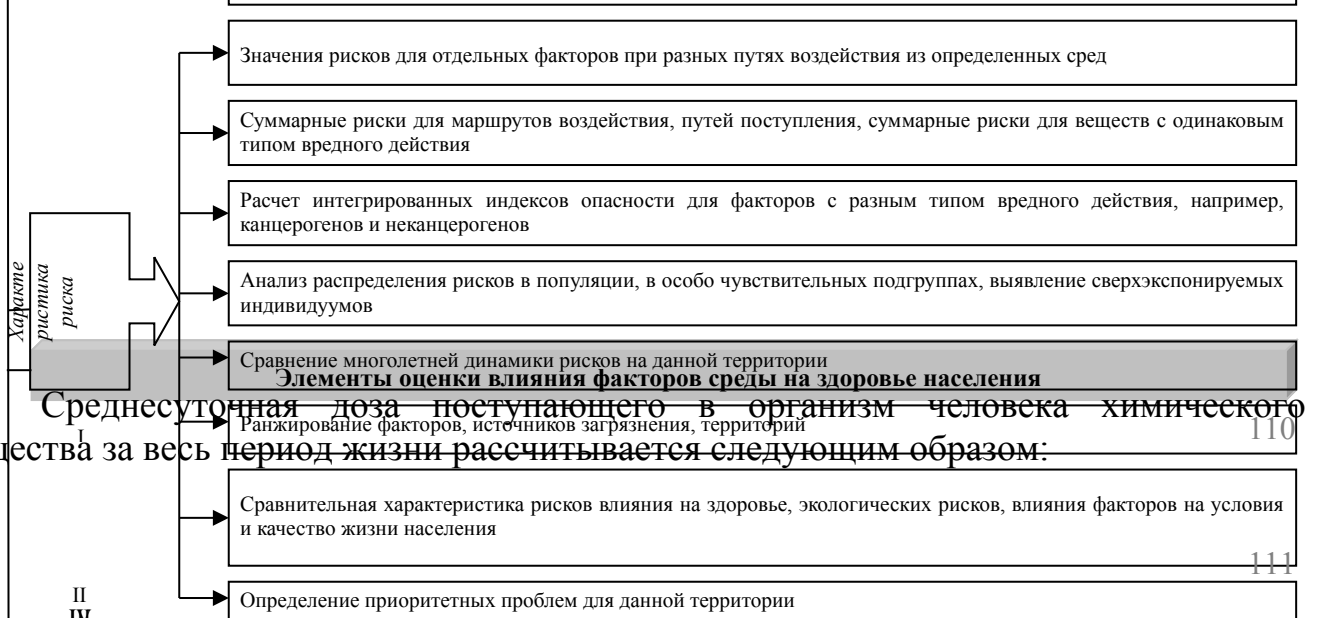 Значения рисков для отдельных факторов при разных путях воздействия из определенных сред
Суммарные риски для маршрутов воздействия, путей поступления, суммарные риски для веществ с одинаковым
типом вредного действия
Расчет интегрированных индексов опасности для факторов с разным типом вредного действия, например,
канцерогенов и неканцерогенов
Характе
ристика
риска
Анализ распределения рисков в популяции, в особо чувствительных подгруппах, выявление сверхэкспонируемых
индивидуумов
Сравнение многолетней динамики рисков на данной территории
Элементы оценки влияния факторов среды на здоровье населения
Среднесуточная доза поступающего в организм человека химического
Ранжирование факторов, источников загрязнения, территорий
110
I
щества за весь период жизни рассчитывается следующим образом:
Сравнительная характеристика рисков влияния на здоровье, экологических рисков, влияния факторов на условия
и качество жизни населения
111
II
Определение приоритетных проблем для данной территории
IV